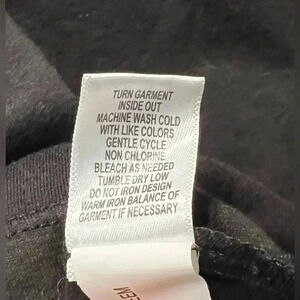 TURN GARMENT
INSIDE OUT
MACHINE WASH COLD
WITH LIKE COLORS
GENTLE CYCLE
NON CHLORINE
BLEACH AS NEEDED
TUMBLE DRY LOW
DO NOT IRON DESIGN
WARM IRON BALANCE OF
GARMENT IF NECESSARY